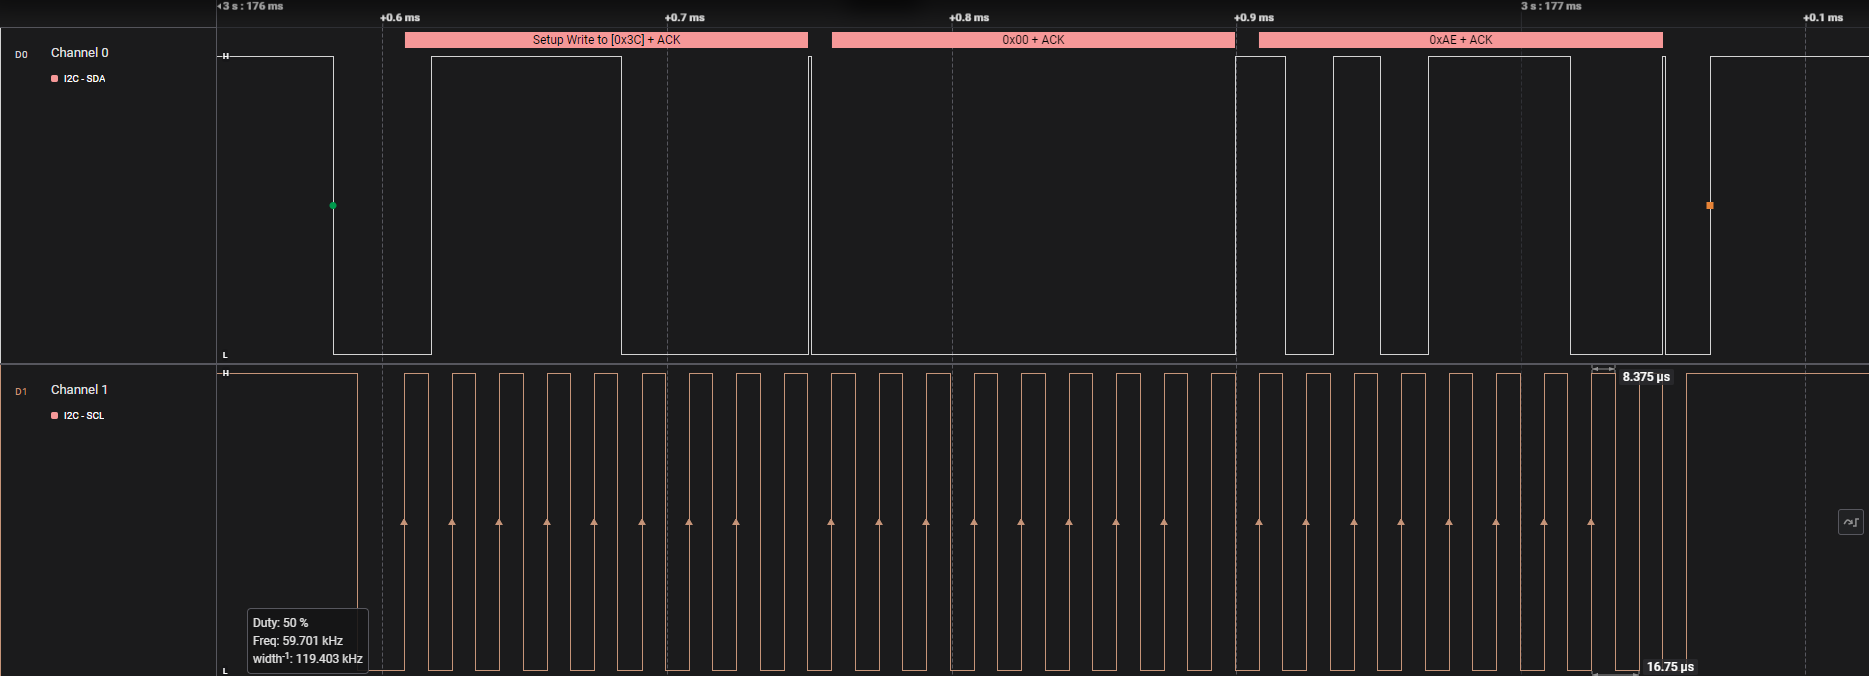 3 s : 176 ms
3 s : 177 ms
+0.6 ms
+0.7 ms
+0.8 ms
+0.9 ms
+0.1 ms
Setup Write to [0x3C] + ACK
0x00 + ACK
0xAE + ACK
D0
Channel 0
I2C - SDA
H
L
D1
Channel 1
I2C - SCL
H
8.375 µs
Duty: 50 %
Freq: 59.701 kHz
width-1: 119.403 kHz
L
16.75 µs